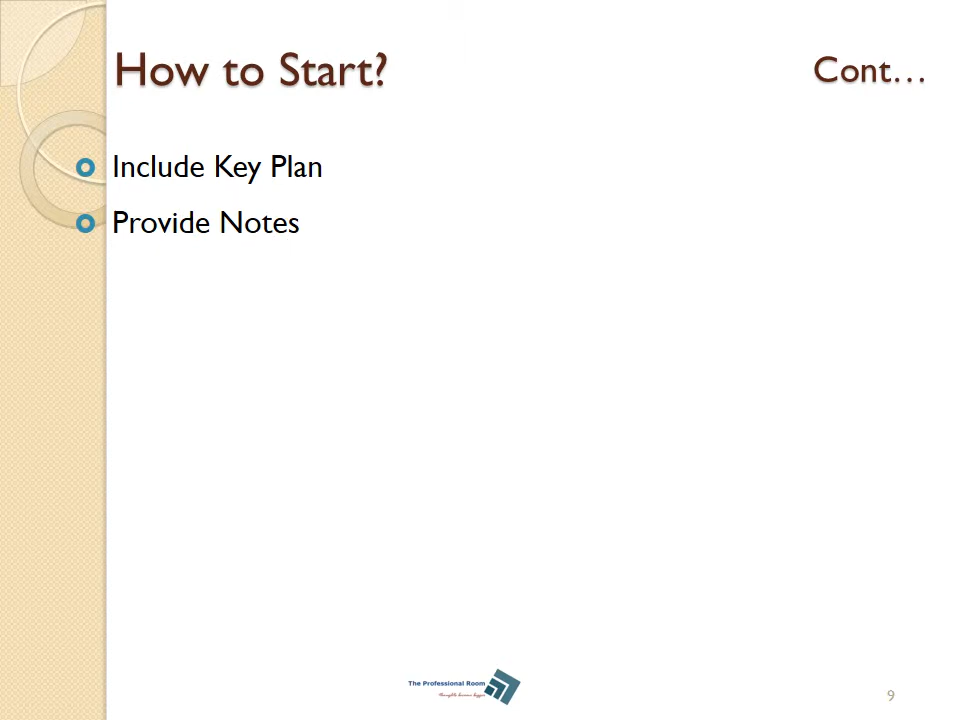 How to Start?
Cont…
Include Key Plan
Provide Notes
The Professional Room
9